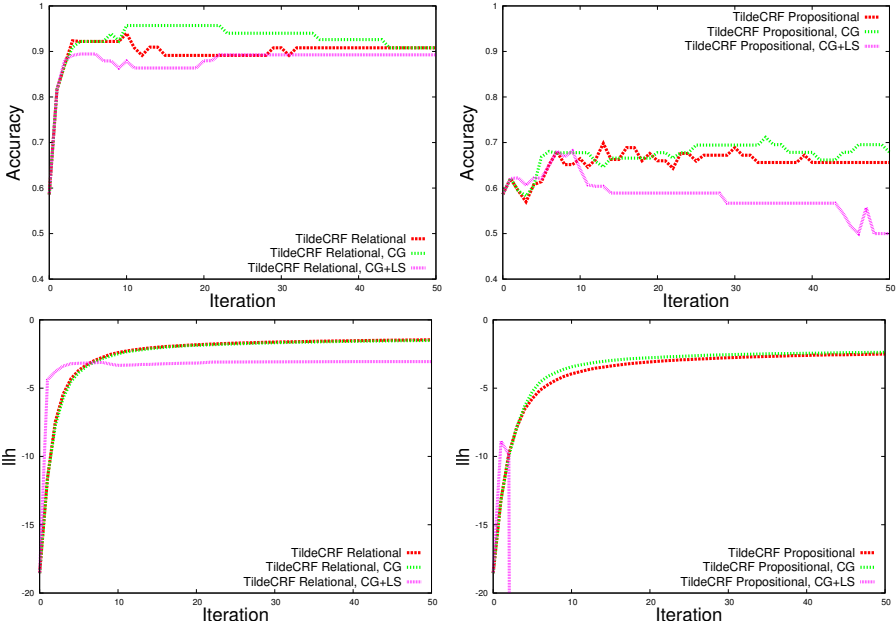 1
0.9
0.8
0.7
0.6
0.5
0.4
Accuracy
TildeCRF Relational
TildeCRF Relational, CG
TildeCRF Relational, CG+LS
0 10 20 30 40 50
Iteration
1
0.9
0.8
0.7
0.6
0.5
0.4
Accuracy
TildeCRF Propositional
TildeCRF Propositional, CG
TildeCRF Propositional, CG+LS
0 10 20 30 40 50
Iteration
0
-5
-10
-15
-20
llh
TildeCRF Relational
TildeCRF Relational, CG
TildeCRF Relational, CG+LS
0 10 20 30 40 50
Iteration
0
-5
-10
-15
-20
llh
TildeCRF Propositional
TildeCRF Propositional, CG
TildeCRF Propositional, CG+LS
0 10 20 30 40 50
Iteration